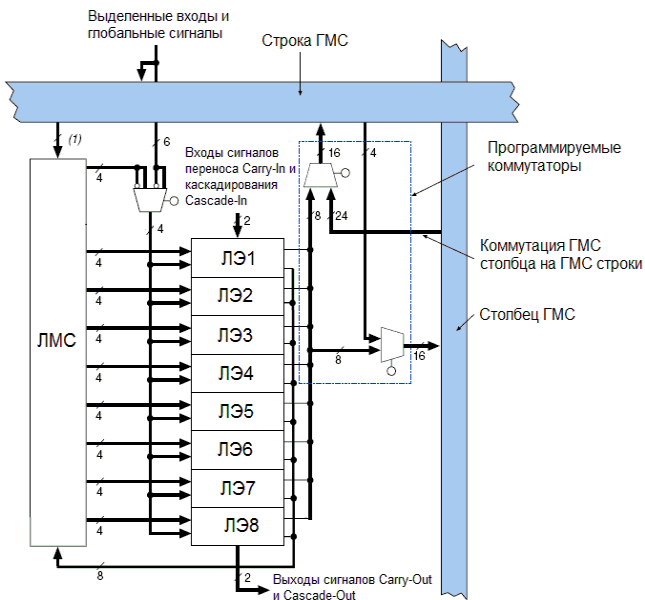 Выделенные входы и
глобальные сигналы
Строка ГМС
(1)
6
Входы сигналов
переноса Carry-In и
каскадирования
Cascade-In
16
4
Программируемые
коммутаторы
4
4
2
8
24
Коммутация ГМС
столбца на ГМС строки
Столбец ГМС
ЛМС
4
ЛЭ1
4
ЛЭ2
4
ЛЭ3
4
ЛЭ4
8
16
4
ЛЭ5
4
ЛЭ6
4
ЛЭ7
4
ЛЭ8
8
2
Выходы сигналов Carry-Out
и Cascade-Out